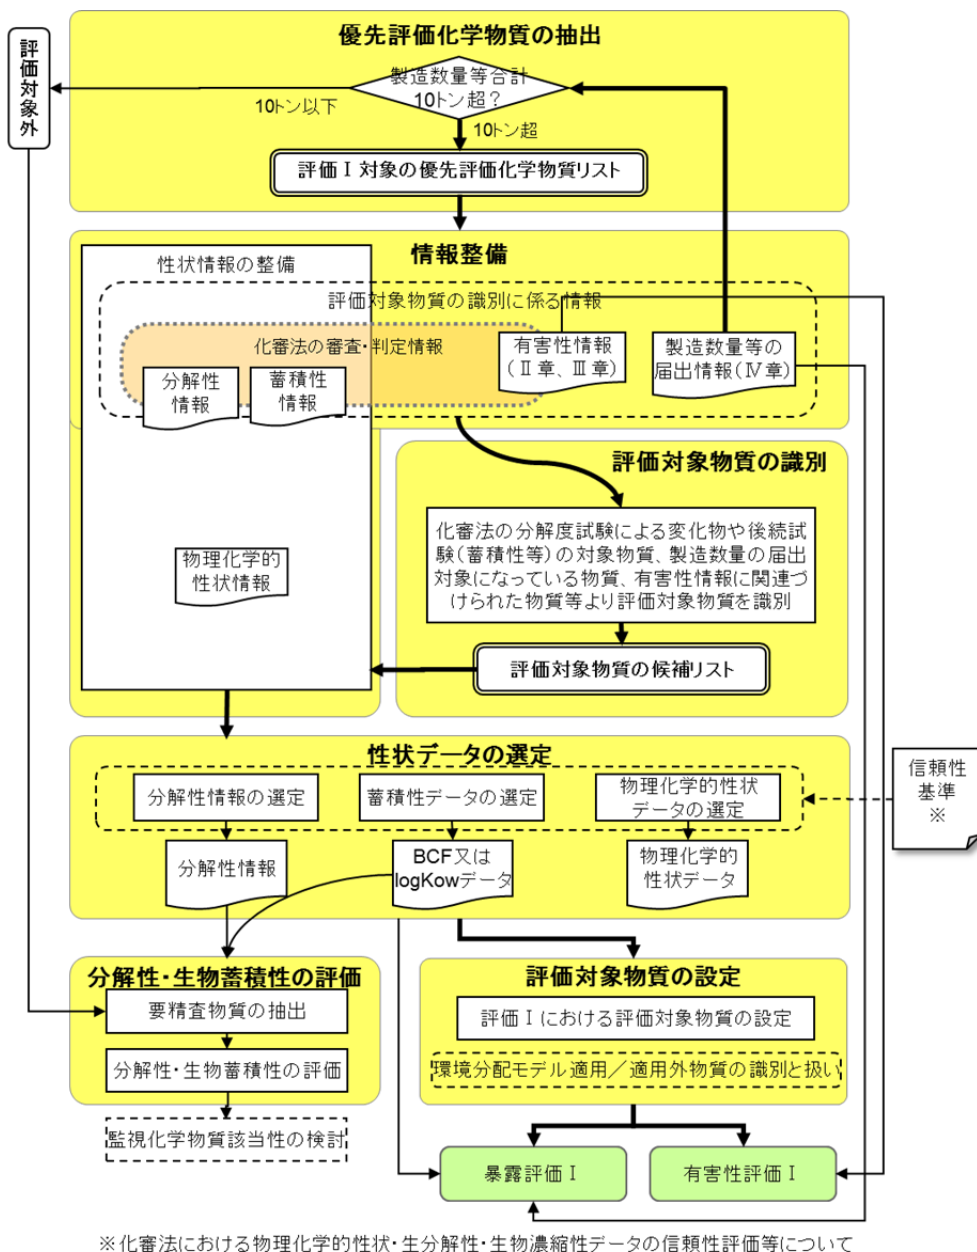 優先評価化学物質の抽出
評価対象外
製造数量等合計
10トン超？
10トン以下
10トン超
評価Ⅰ対象の優先評価化学物質リスト
情報整備
性状情報の整備
評価対象物質の識別に係る情報
化審法の審査・判定情報
分解性
情報
蓄積性
情報
有害性情報
（Ⅱ章、Ⅲ章）
製造数量等の
届出情報（Ⅳ章）
物理化学的
性状情報
評価対象物質の識別
化審法の分解度試験による変化物や後続試
験（蓄積性等）の対象物質、製造数量の届出
対象になっている物質、有害性情報に関連づ
けられた物質等より評価対象物質を識別
評価対象物質の候補リスト
性状データの選定
分解性情報の選定
蓄積性データの選定
物理化学的性状
データの選定
信頼性
基準
※
分解性情報
BCF又は
logKowデータ
物理化学的
性状データ
分解性・生物蓄積性の評価
要精査物質の抽出
分解性・生物蓄積性の評価
監視化学物質該当性の検討
評価対象物質の設定
評価Ⅰにおける評価対象物質の設定
環境分配モデル適用／適用外物質の識別と扱い
暴露評価Ⅰ
有害性評価Ⅰ
※化審法における物理化学的性状・生分解性・生物濃縮性データの信頼性評価等について